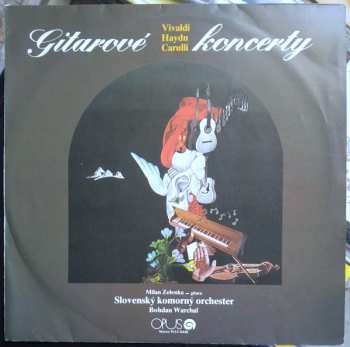 Gitarové koncerty
Vivaldi
Haydn
Carulli
Milan Zelenka – gitara
Slovenský komorný orchester
Bohdan Warchal
OPUS